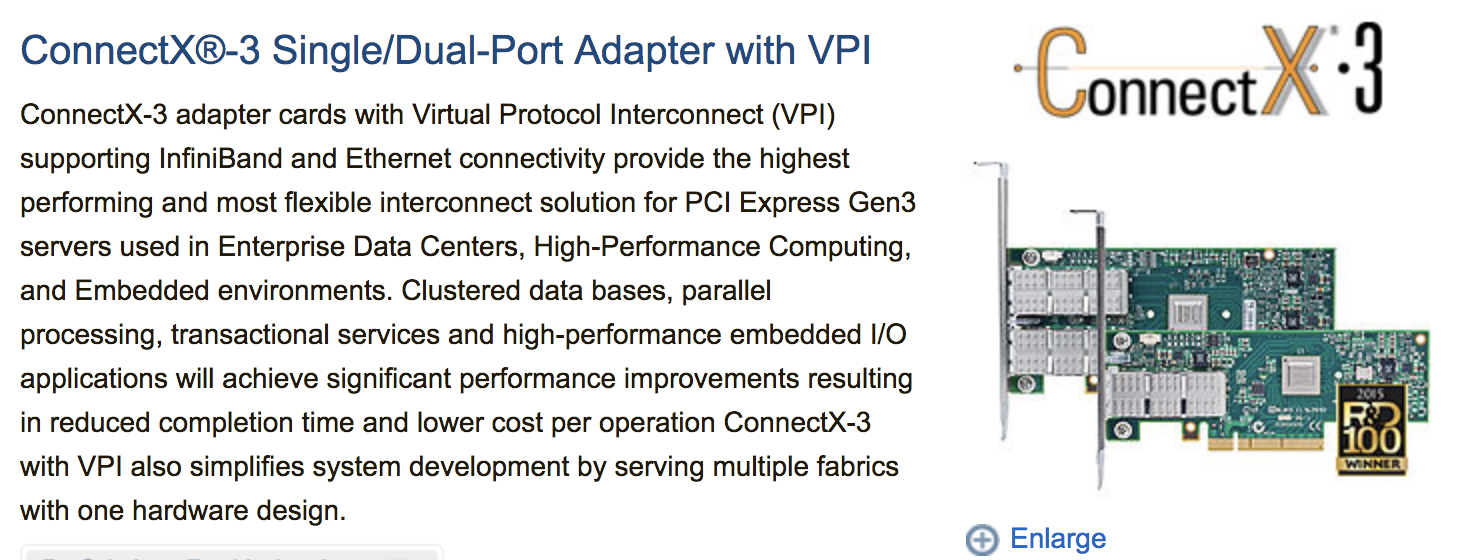 ConnectX®-3 Single/Dual-Port Adapter with VPI
ConnectX-3 adapter cards with Virtual Protocol Interconnect (VPI)
supporting InfiniBand and Ethernet connectivity provide the highest
performing and most flexible interconnect solution for PCI Express Gen3
servers used in Enterprise Data Centers, High-Performance Computing,
and Embedded environments. Clustered data bases, parallel
processing, transactional services and high-performance embedded I/O
applications will achieve significant performance improvements resulting
in reduced completion time and lower cost per operation ConnectX-3
with VPI also simplifies system development by serving multiple fabrics
with one hardware design.
ConnectX®·3
2015
R&D
100
WINNER
Enlarge